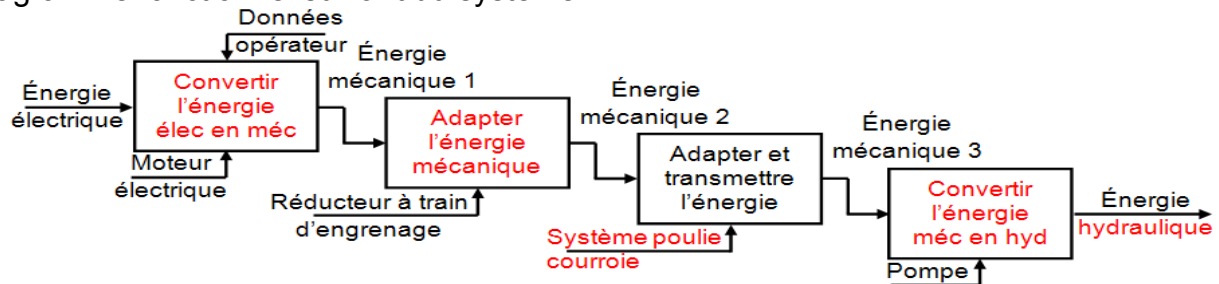 Données
opérateur
Énergie
électrique
Convertir
l'énergie
élec en méc
Moteur
électrique
Énergie
mécanique 1
Adapter
l'énergie
mécanique
Réducteur à train
d'engrenage
Énergie
mécanique 2
Adapter et
transmettre
l'énergie
Système poulie
courroie
Énergie
mécanique 3
Convertir
l'énergie
méc en hyd
Pompe
Énergie
hydraulique